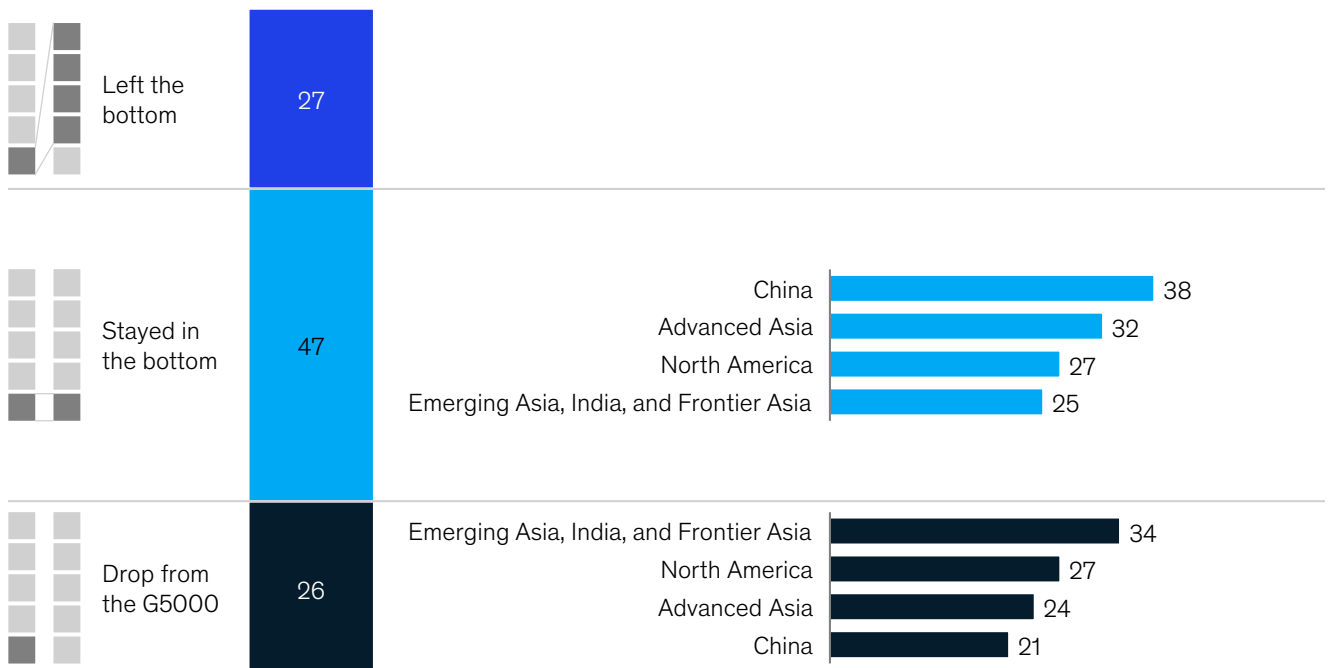 Left the
bottom
27
Stayed in
the bottom
47
China 38
Advanced Asia 32
North America 27
Emerging Asia, India, and Frontier Asia 25
Drop from
the G5000
26
Emerging Asia, India, and Frontier Asia 34
North America 27
Advanced Asia 24
China 21